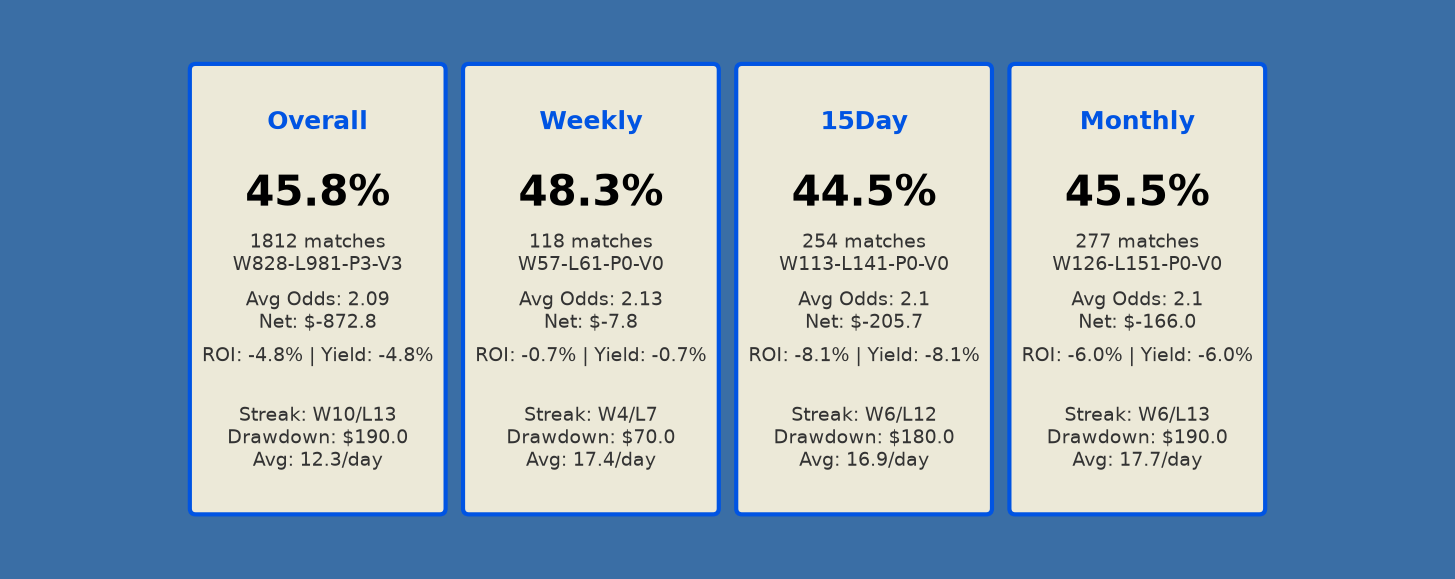 Overall
45.8%
1812 matches
W828-L981-P3-V3
Avg Odds: 2.09
Net: $-872.8
ROI: -4.8% | Yield: -4.8%
Streak: W10/L13
Drawdown: $190.0
Avg: 12.3/day
Weekly
48.3%
118 matches
W57-L61-P0-V0
Avg Odds: 2.13
Net: $-7.8
ROI: -0.7% | Yield: -0.7%
Streak: W4/L7
Drawdown: $70.0
Avg: 17.4/day
15Day
44.5%
254 matches
W113-L141-P0-V0
Avg Odds: 2.1
Net: $-205.7
ROI: -8.1% | Yield: -8.1%
Streak: W6/L12
Drawdown: $180.0
Avg: 16.9/day
Monthly
45.5%
277 matches
W126-L151-P0-V0
Avg Odds: 2.1
Net: $-166.0
ROI: -6.0% | Yield: -6.0%
Streak: W6/L13
Drawdown: $190.0
Avg: 17.7/day